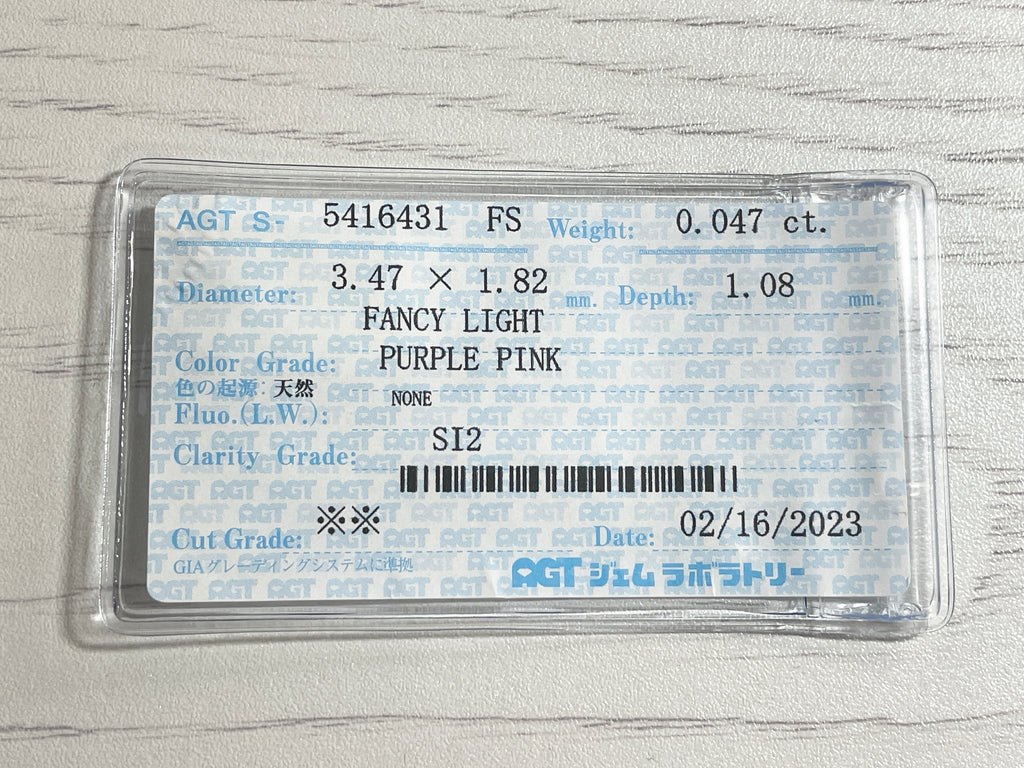 AGT S- 5416431 FS Weight: 0.047 ct.
Diameter: 3.47 × 1.82 mm. Depth: 1.08 mm.
FANCY LIGHT
Color Grade: PURPLE PINK
色の起源: 天然
Fluo.(L.W.): NONE
Clarity Grade: SI2
Cut Grade: ※※ Date: 02/16/2023
GIAグレーディングシステムに準拠
AGT ジェムラボラトリー